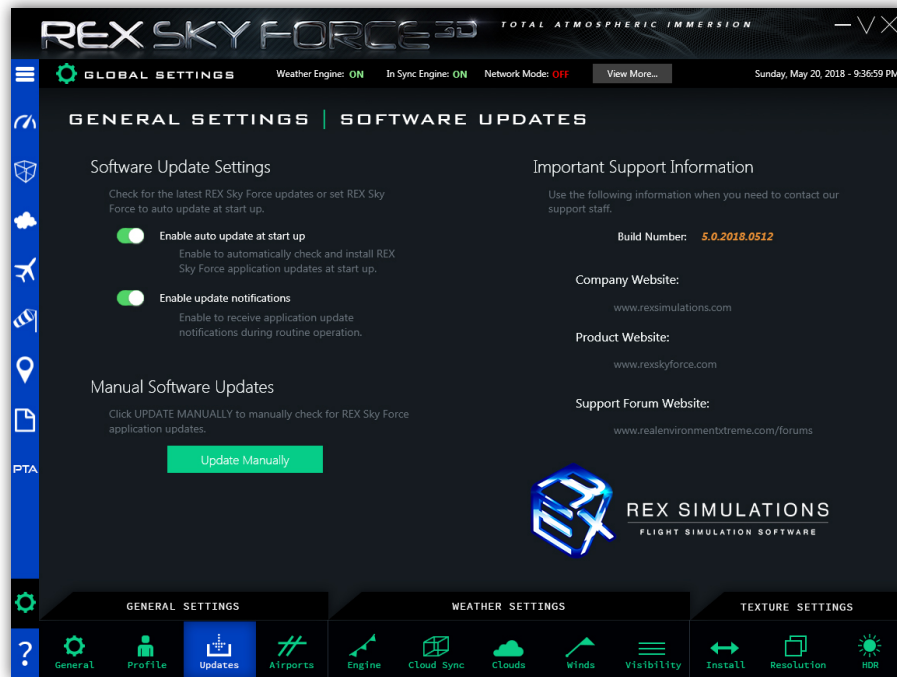 REX SKY FORCE 3D
TOTAL ATMOSPHERIC IMMERSION
GLOBAL SETTINGS
Weather Engine: ON
In Sync Engine: ON
Network Mode: OFF
View More...
Sunday, May 20, 2018 - 9:36:59 PM
GENERAL SETTINGS | SOFTWARE UPDATES
Software Update Settings
Check for the latest REX Sky Force updates or set REX Sky
Force to auto update at start up.
Enable auto update at start up
Enable to automatically check and install REX
Sky Force application updates at start up.
Enable update notifications
Enable to receive application update
notifications during routine operation.
Manual Software Updates
Click UPDATE MANUALLY to manually check for REX Sky Force
application updates.
Update Manually
Important Support Information
Use the following information when you need to contact our
support staff.
Build Number: 5.0.2018.0512
Company Website:
www.rexsimulations.com
Product Website:
www.rexskyforce.com
Support Forum Website:
www.realenvironmentxtreme.com/forums
REX
REX SIMULATIONS
FLIGHT SIMULATION SOFTWARE
PTA
?
GENERAL SETTINGS
WEATHER SETTINGS
TEXTURE SETTINGS
General
Profile
Updates
Airports
Engine
Cloud Sync
Clouds
Winds
Visibility
Install
Resolution
HDR